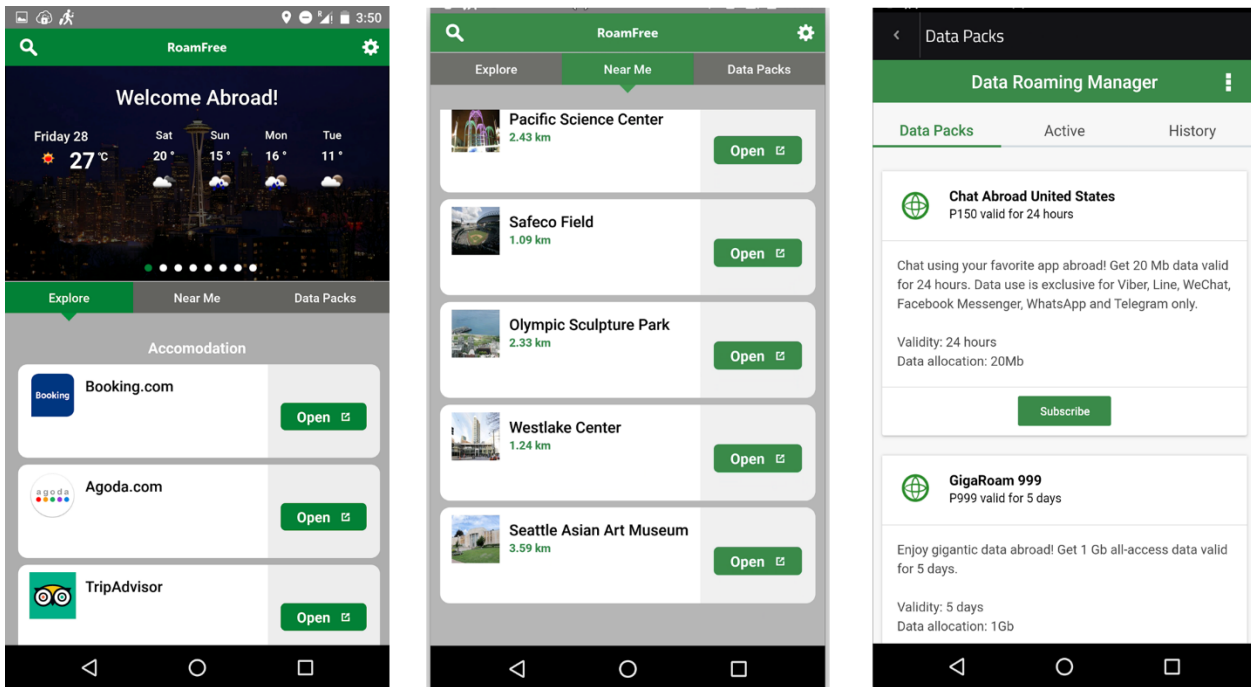 3:50
RoamFree
Welcome Abroad!
Friday 28
27 °C
Sat
Sun
Mon
Tue
20 °
15 °
16 °
11 °
Explore
Near Me
Data Packs
Accomodation
Booking
Booking.com
Open
agoda
Agoda.com
Open
TripAdvisor
Open
RoamFree
Explore
Near Me
Data Packs
Pacific Science Center
2.43 km
Open
Safeco Field
1.09 km
Open
Olympic Sculpture Park
2.33 km
Open
Westlake Center
1.24 km
Open
Seattle Asian Art Museum
3.59 km
Open
Data Packs
Data Roaming Manager
Data Packs
Active
History
Chat Abroad United States
P150 valid for 24 hours
Chat using your favorite app abroad! Get 20 Mb data valid
for 24 hours. Data use is exclusive for Viber, Line, WeChat,
Facebook Messenger, WhatsApp and Telegram only.
Validity: 24 hours
Data allocation: 20Mb
Subscribe
GigaRoam 999
P999 valid for 5 days
Enjoy gigantic data abroad! Get 1 Gb all-access data valid
for 5 days.
Validity: 5 days
Data allocation: 1Gb